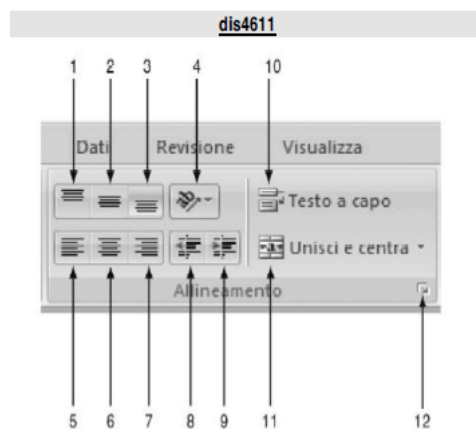 dis4611
1 2 3 4 10
Dati Revisione Visualizza
Testo a capo
Unisci e centra
Allineamento
5 6 7 8 9 11 12